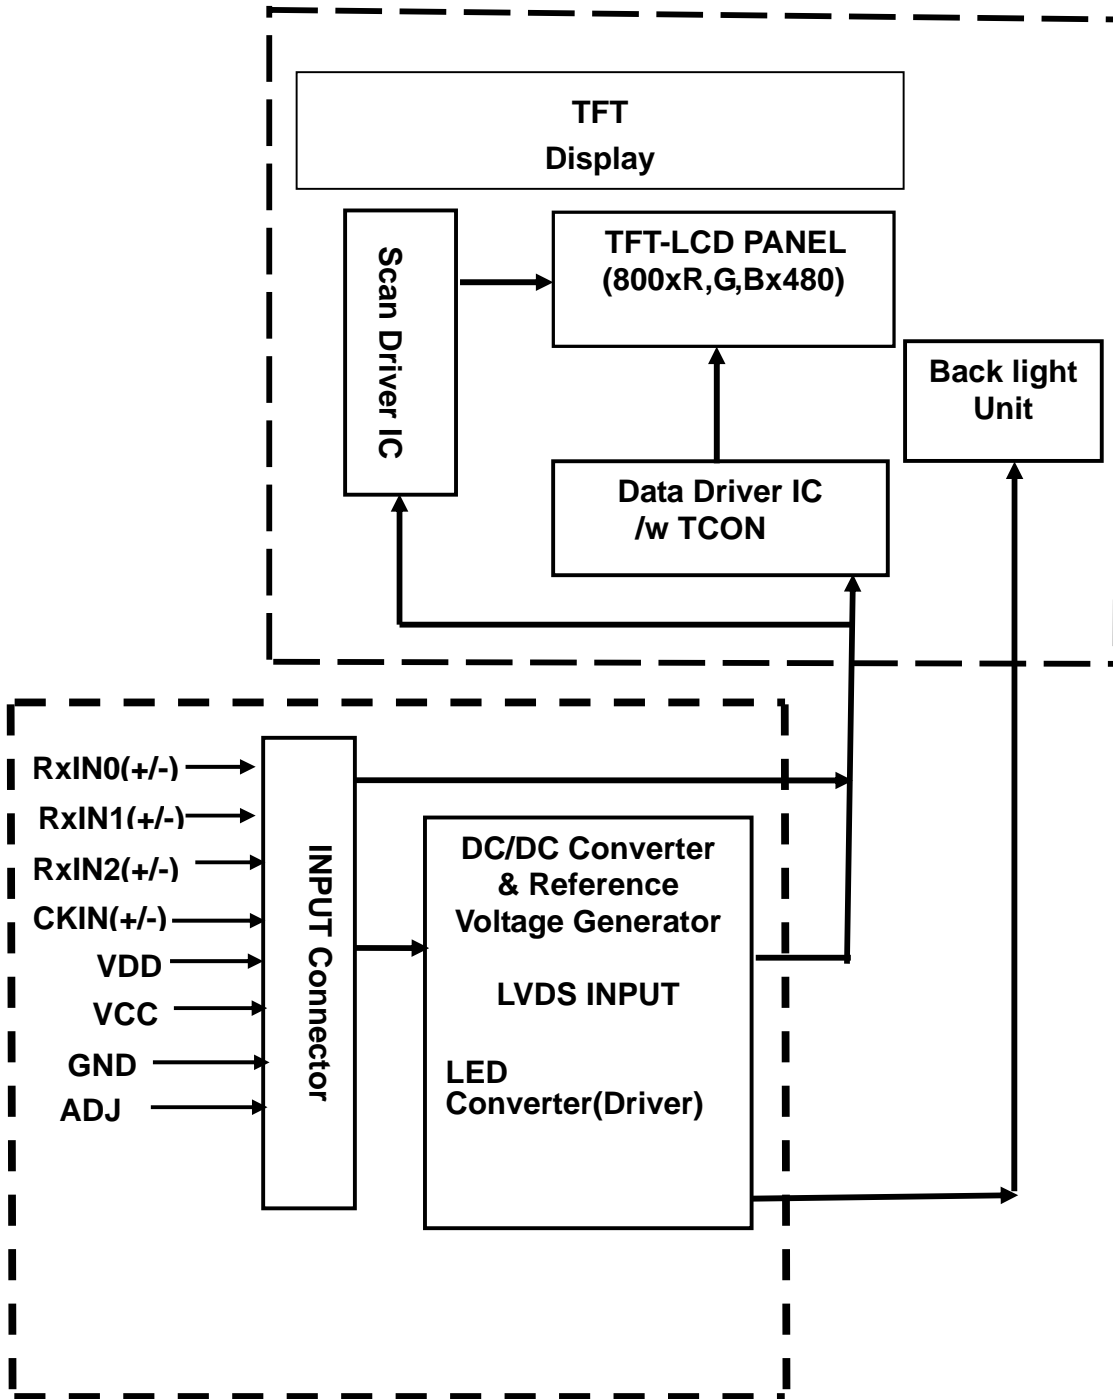 TFT
Display
Scan Driver IC
TFT-LCD PANEL
(800xR,G,Bx480)
Back light
Unit
Data Driver IC
/w TCON
RxIN0(+/-)
RxIN1(+/-)
RxIN2(+/-)
CKIN(+/-)
VDD
VCC
GND
ADJ
INPUT Connector
DC/DC Converter
& Reference
Voltage Generator
LVDS INPUT
LED
Converter(Driver)